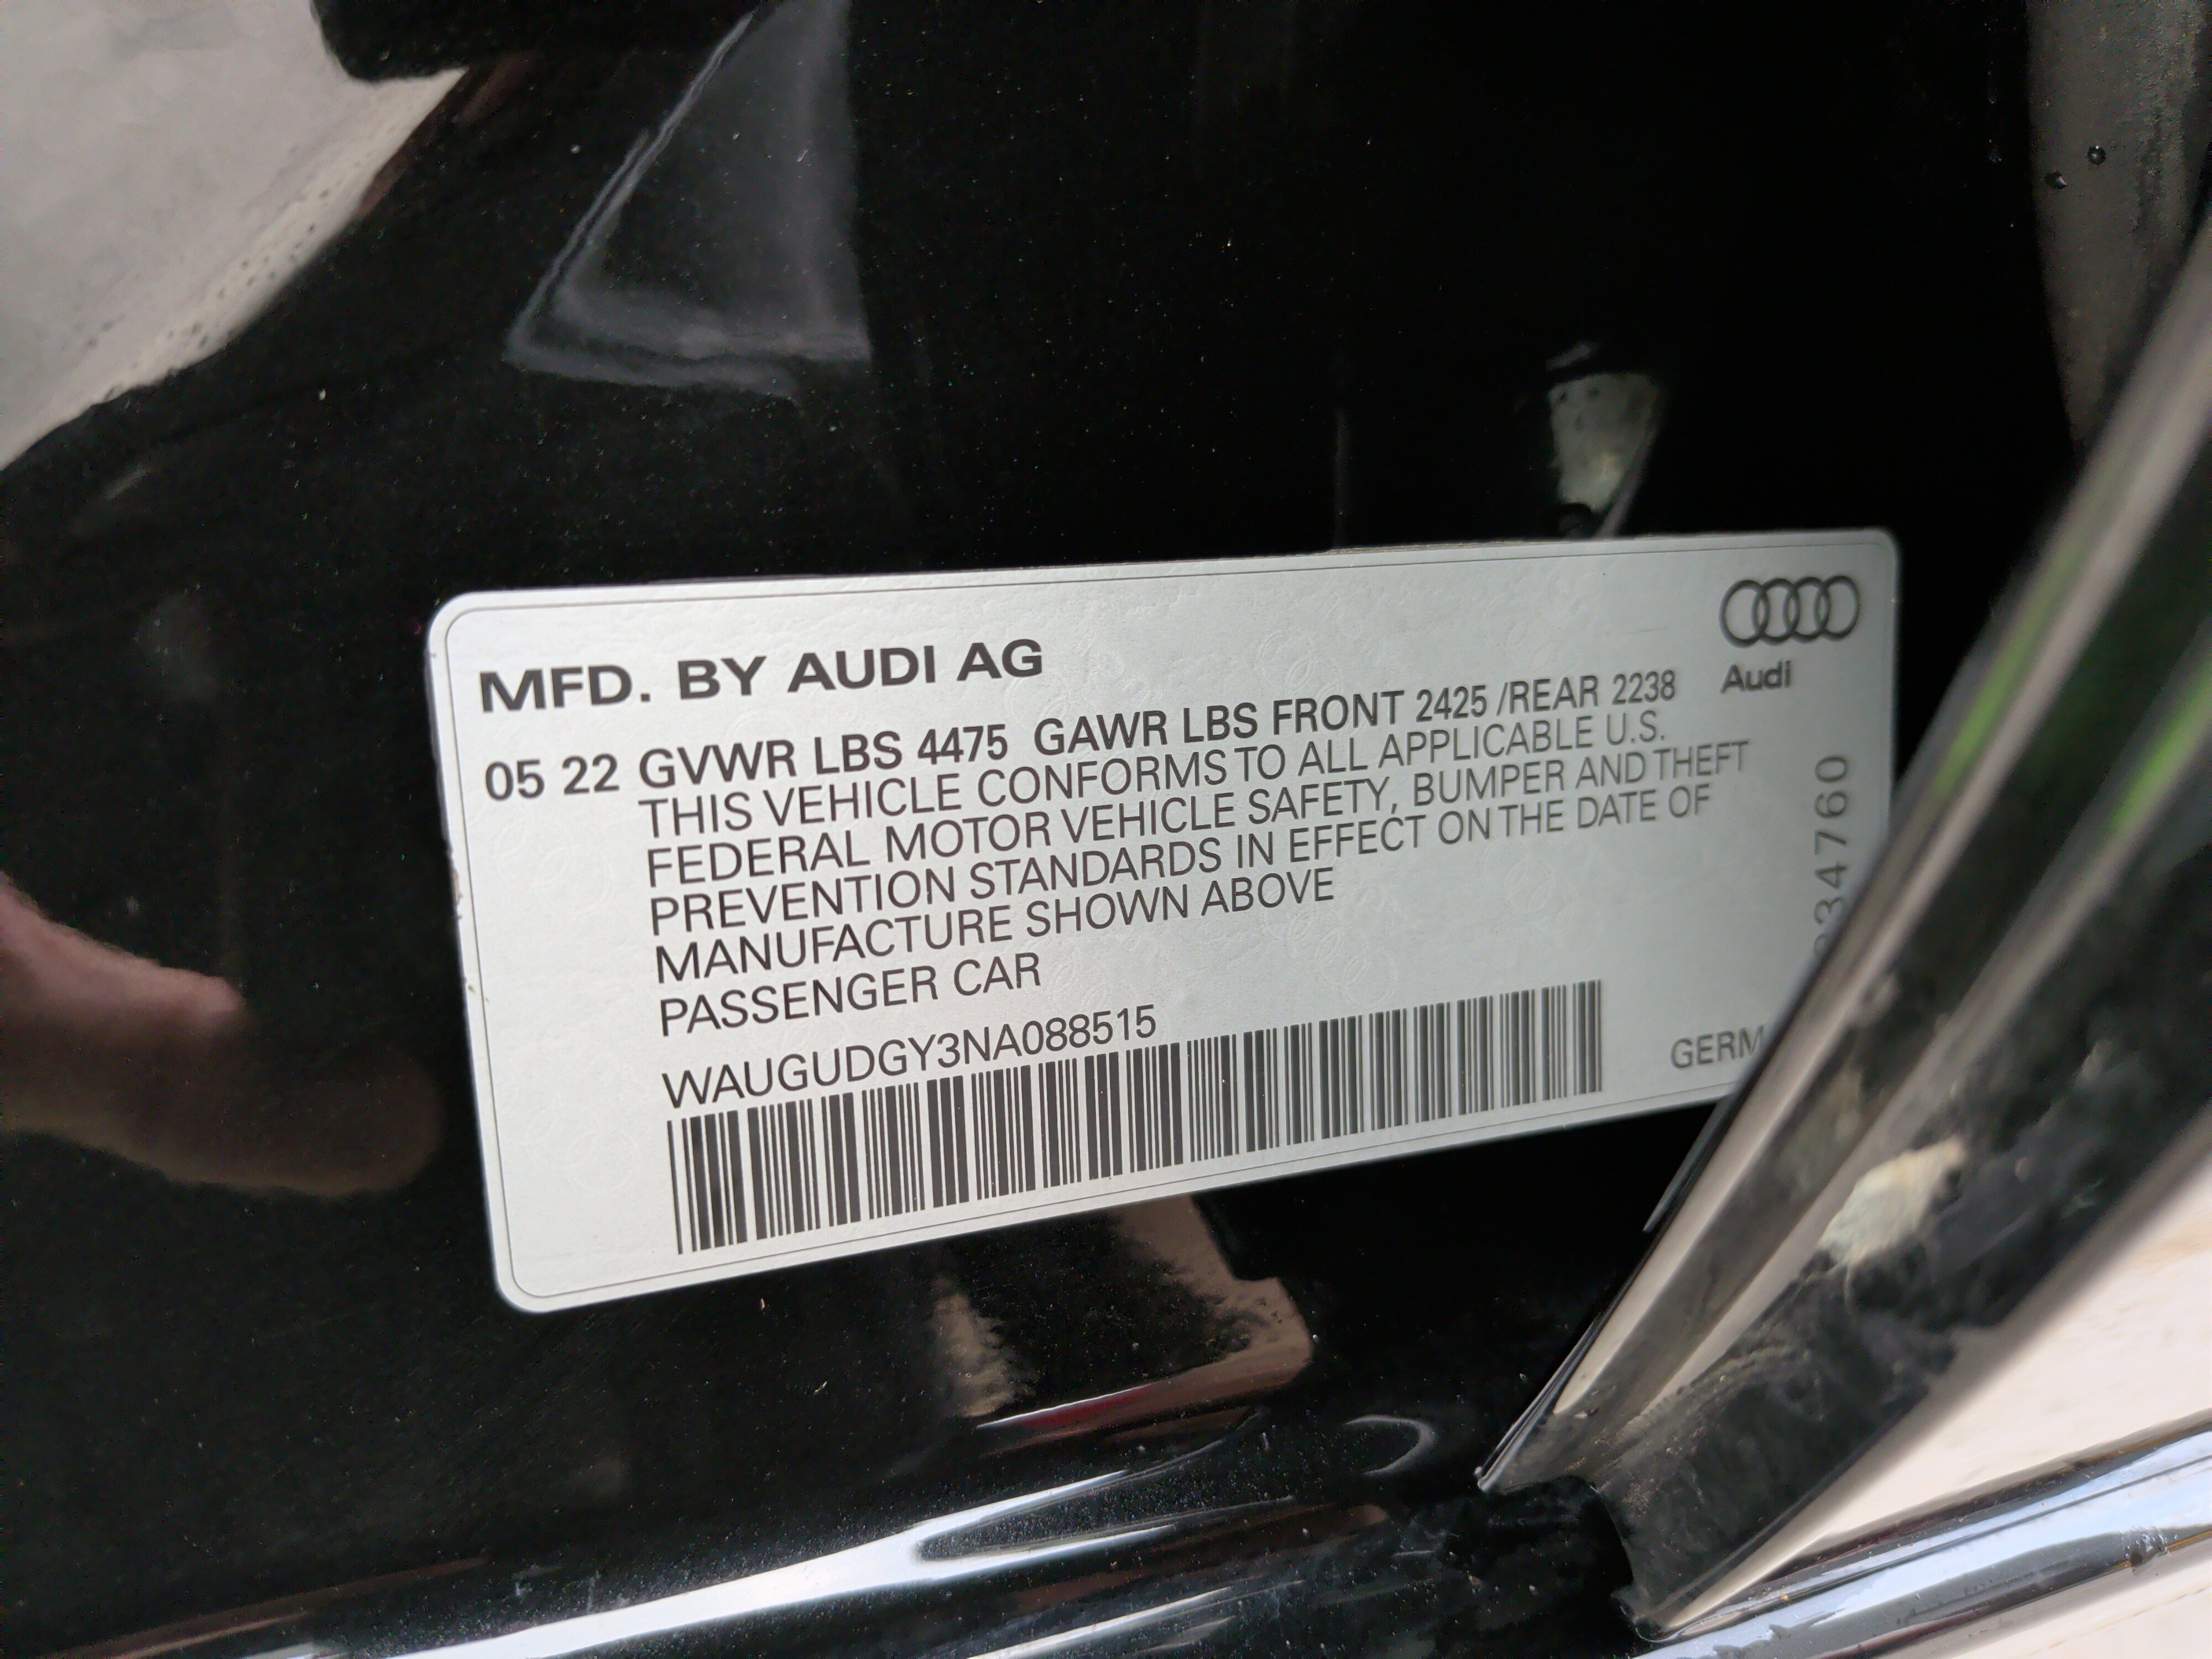 MFD. BY AUDI AG
Audi
05 22 GVWR LBS 4475 GAWR LBS FRONT 2425 /REAR 2238
THIS VEHICLE CONFORMS TO ALL APPLICABLE U.S.
FEDERAL MOTOR VEHICLE SAFETY, BUMPER AND THEFT
PREVENTION STANDARDS IN EFFECT ON THE DATE OF
MANUFACTURE SHOWN ABOVE
PASSENGER CAR
WAUGUDGY3NA088515
GERM
34760